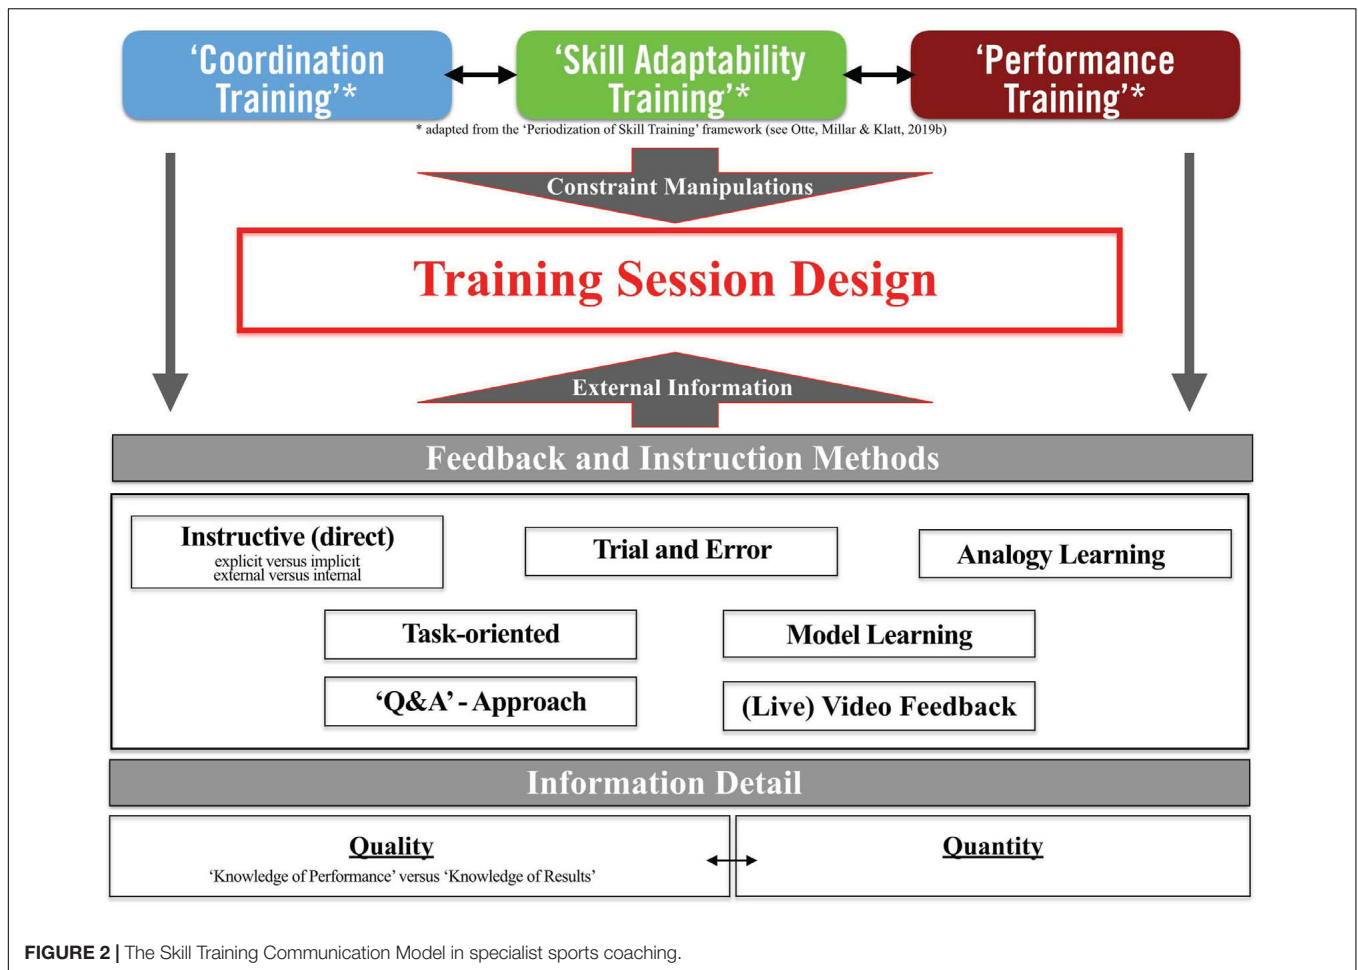 ‘Coordination
Training’*
‘Skill Adaptability
Training’*
‘Performance
Training’*
* adapted from the ‘Periodization of Skill Training’ framework (see Otte, Millar & Klatt, 2019b)
Constraint Manipulations
Training Session Design
External Information
Feedback and Instruction Methods
Instructive (direct)
explicit versus implicit
external versus internal
Trial and Error
Analogy Learning
Task-oriented
Model Learning
‘Q&A’ - Approach
(Live) Video Feedback
Information Detail
Quality
‘Knowledge of Performance’ versus ‘Knowledge of Results’
Quantity
FIGURE 2 | The Skill Training Communication Model in specialist sports coaching.